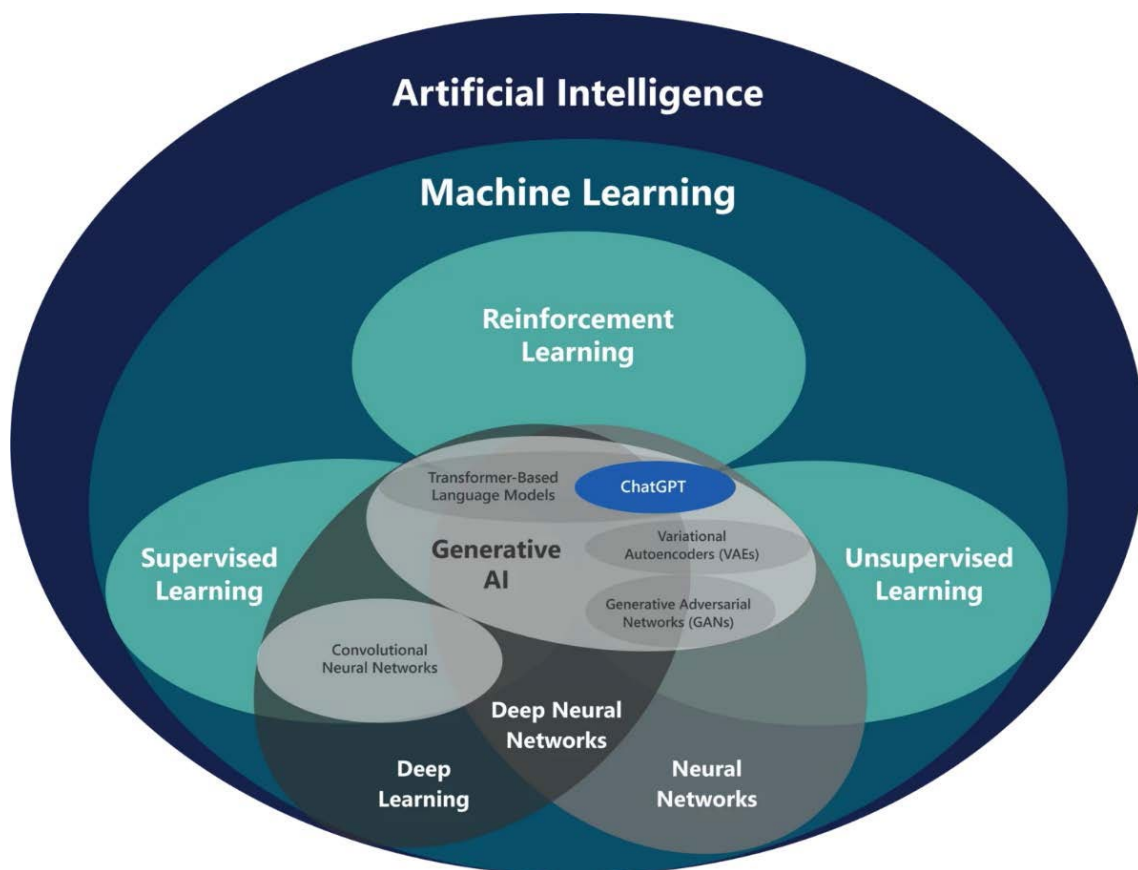 Artificial Intelligence
Machine Learning
Reinforcement
Learning
Transformer-Based
Language Models
ChatGPT
Variational
Autoencoders (VAEs)
Generative
AI
Supervised
Learning
Unsupervised
Learning
Generative Adversarial
Networks (GANs)
Convolutional
Neural Networks
Deep Neural
Networks
Deep
Learning
Neural
Networks